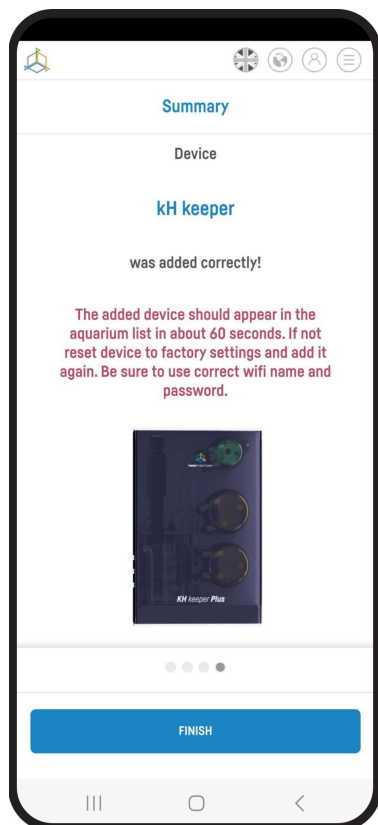 Summary
Device
kH keeper
was added correctly!
The added device should appear in the
aquarium list in about 60 seconds. If not
reset device to factory settings and add it
again. Be sure to use correct wifi name and
password.
KH keeper Plus
FINISH